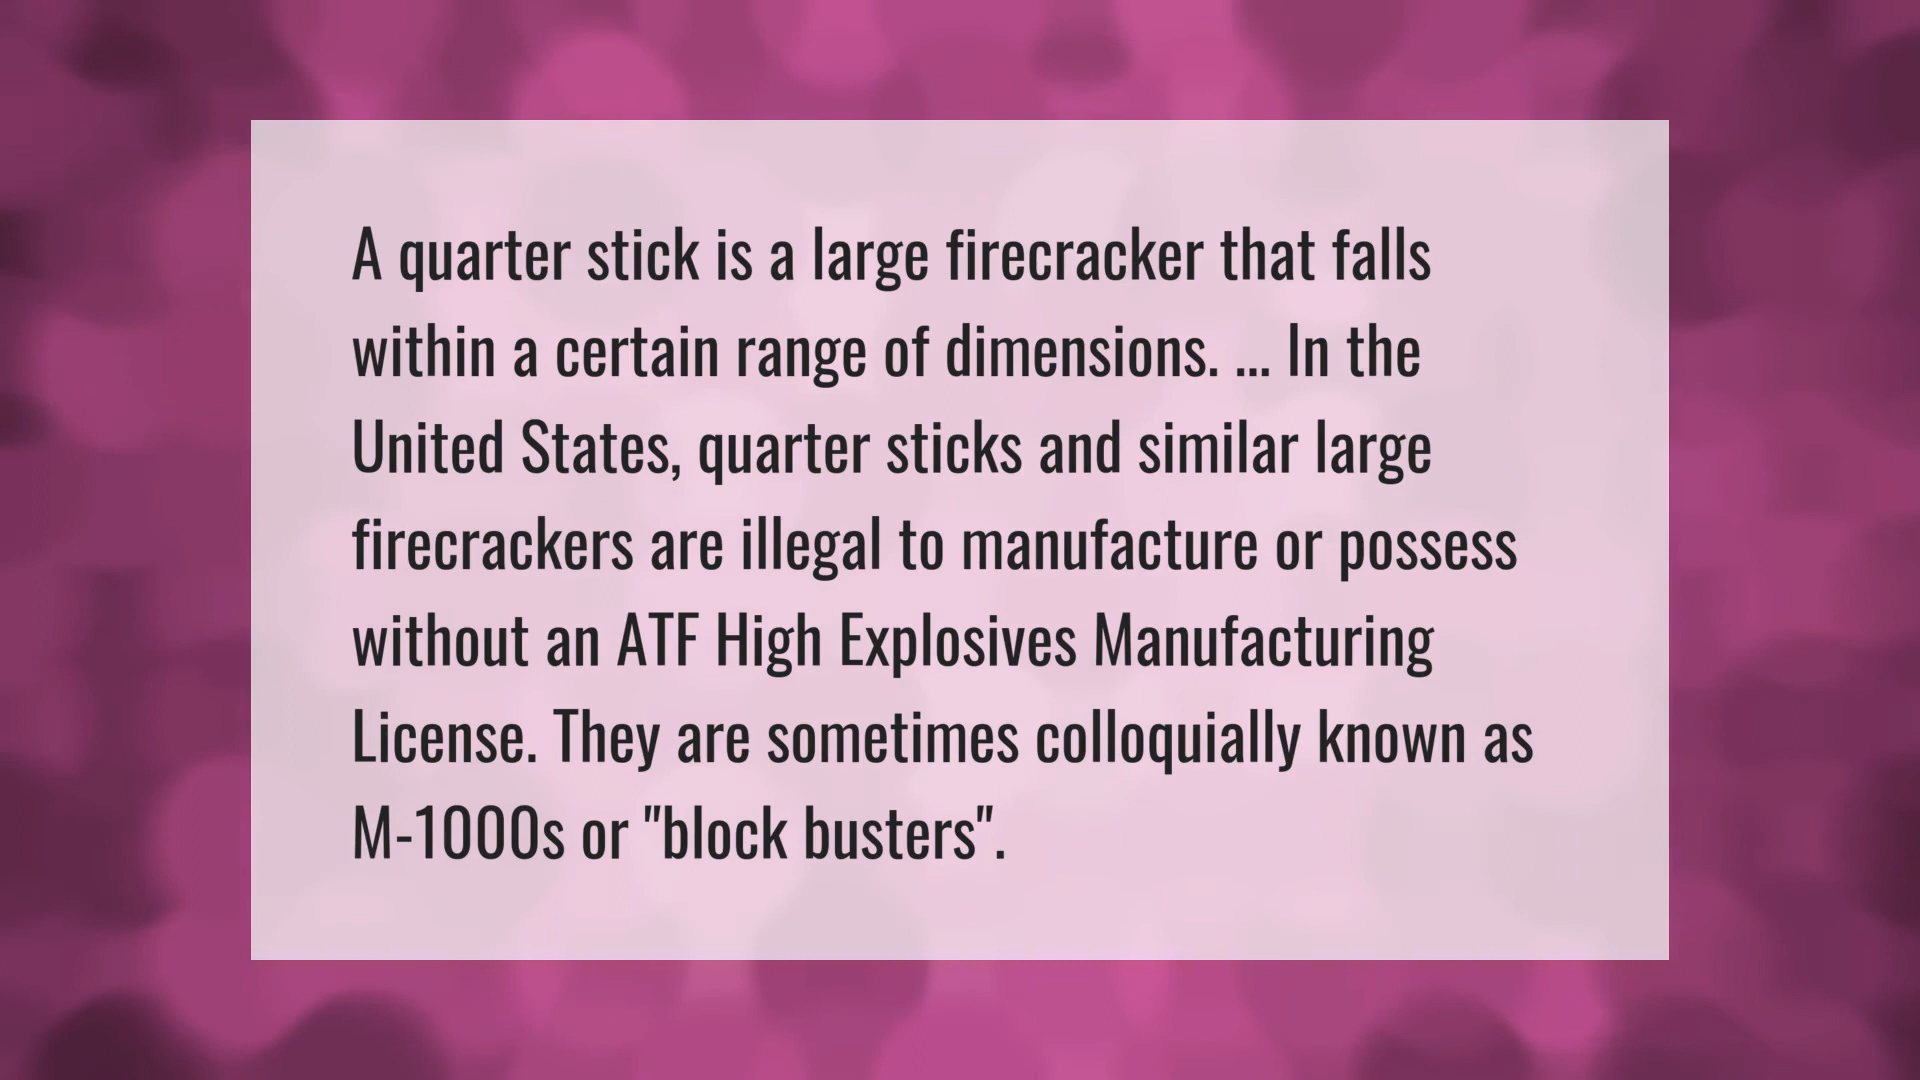 A quarter stick is a large firecracker that falls
within a certain range of dimensions. ... In the
United States, quarter sticks and similar large
firecrackers are illegal to manufacture or possess
without an ATF High Explosives Manufacturing
License. They are sometimes colloquially known as
M-1000s or "block busters".